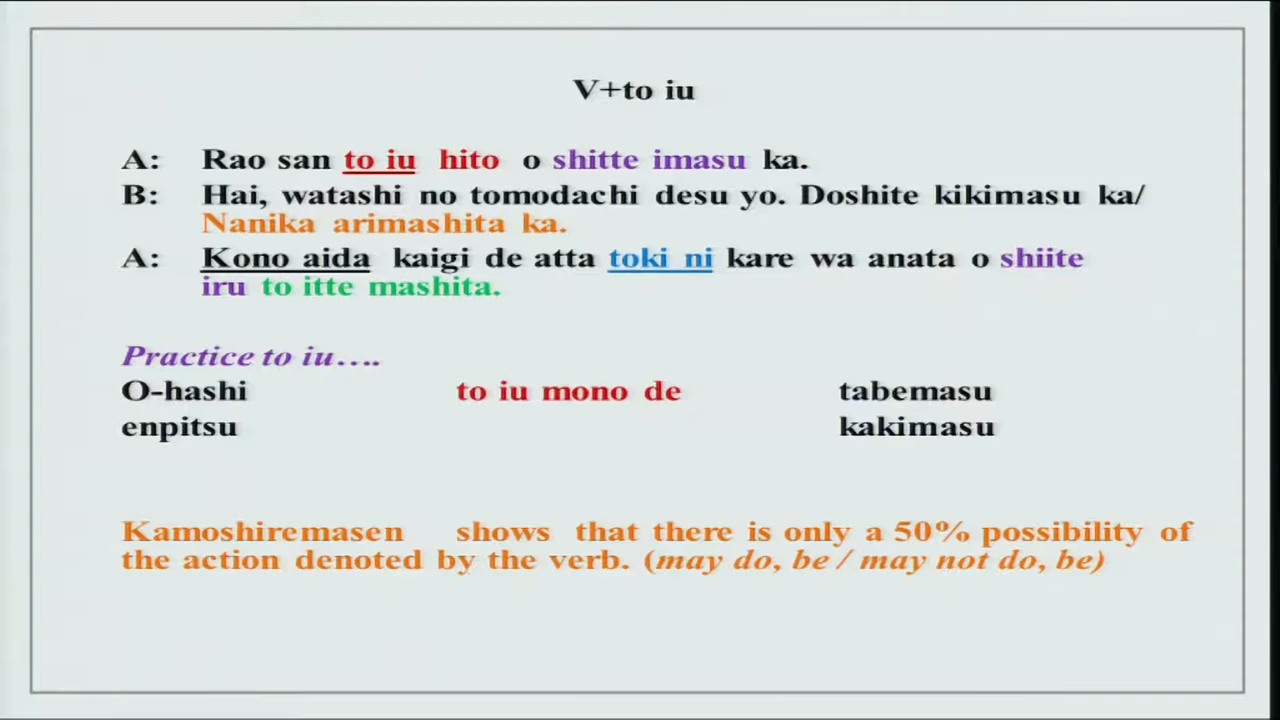 V+to iu
A: Rao san to iu hito o shitte imasu ka.
B: Hai, watashi no tomodachi desu yo. Doshite kikimasu ka/
Nanika arimashita ka.
A: Kono aida kaigi de atta toki ni kare wa anata o shiite
iru to itte mashita.
Practice to iu….
O-hashi to iu mono de tabemasu
enpitsu kakimasu
Kamoshiremasen shows that there is only a 50% possibility of
the action denoted by the verb. (may do, be / may not do, be)